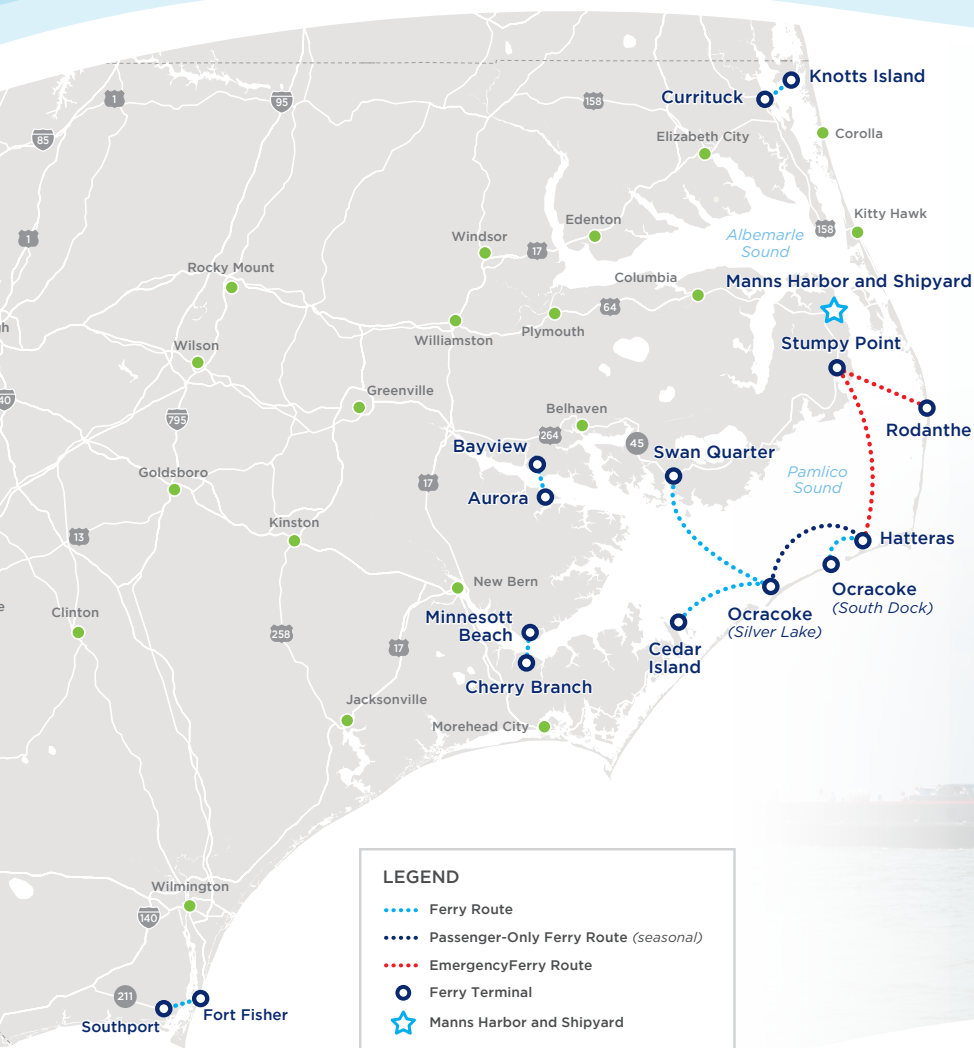 Knotts Island
Currituck
1
95
158
85
Elizabeth City
Corolla
Edenton
Kitty Hawk
Windsor
17
Albemarle
Sound
158
1
Rocky Mount
Columbia
Manns Harbor and Shipyard
64
Williamston
Plymouth
Stumpy Point
Wilson
Greenville
40
795
Belhaven
Rodanthe
264
45
Bayview
Swan Quarter
Goldsboro
17
Aurora
Pamlico
Sound
13
Kinston
Hatteras
New Bern
Ocracoke
(South Dock)
Clinton
Minnesott
Beach
Ocracoke
(Silver Lake)
258
17
Cedar
Island
Cherry Branch
Jacksonville
Morehead City
LEGEND
Ferry Route
Passenger-Only Ferry Route (seasonal)
EmergencyFerry Route
Ferry Terminal
Manns Harbor and Shipyard
Wilmington
140
211
Southport
Fort Fisher